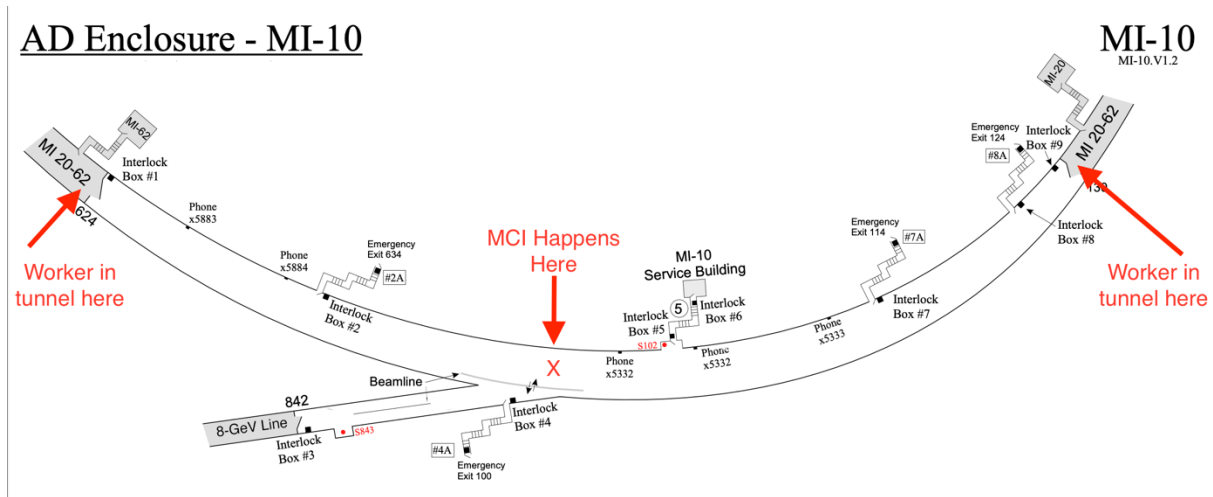 AD Enclosure - MI-10
MI-10
MI-10.V1.2
MI-62
MI 20-62
Interlock
Box #1
624
Worker in
tunnel here
Phone
x5883
Phone
x5884
Emergency
Exit 634
#2A
Interlock
Box #2
MCI Happens
Here
X
MI-10
Service Building
5
Interlock
Box #5
Interlock
Box #6
S102
Phone
x5332
Phone
x5332
Phone
x5333
Emergency
Exit 114
#7A
Interlock
Box #7
Emergency
Exit 124
#8A
Interlock
Box #8
Interlock
Box #9
MI-20
MI 20-62
Worker in
tunnel here
Beamline
842
8-GeV Line
Interlock
Box #3
S843
Interlock
Box #4
#4A
Emergency
Exit 100